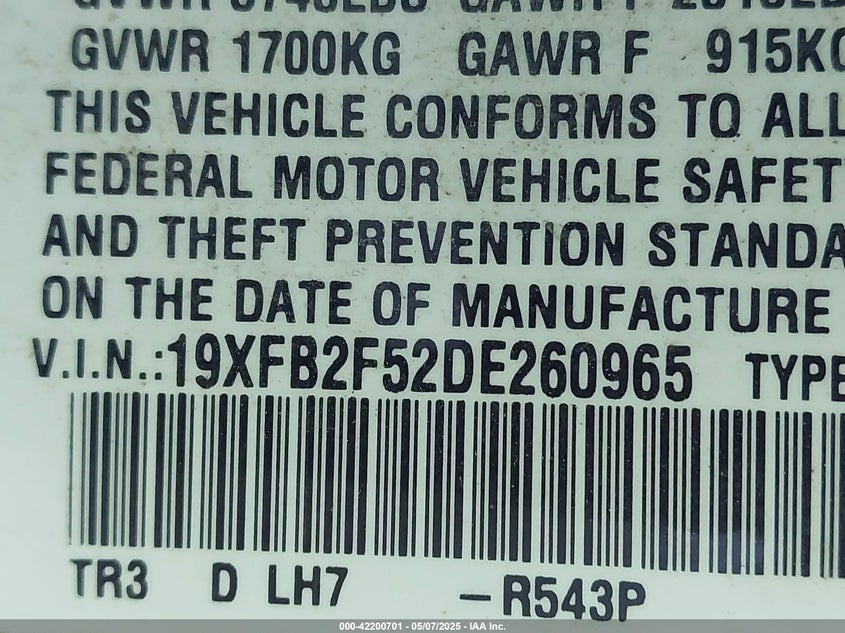 GVWR 1700KG GAWR F 915KG
THIS VEHICLE CONFORMS TO ALL
FEDERAL MOTOR VEHICLE SAFETY
AND THEFT PREVENTION STANDA
ON THE DATE OF MANUFACTURE
V.I.N.:19XFB2F52DE260965 TYPE
TR3 D LH7 -R543P
000-42200701 - 05/07/2025 - IAA Inc.